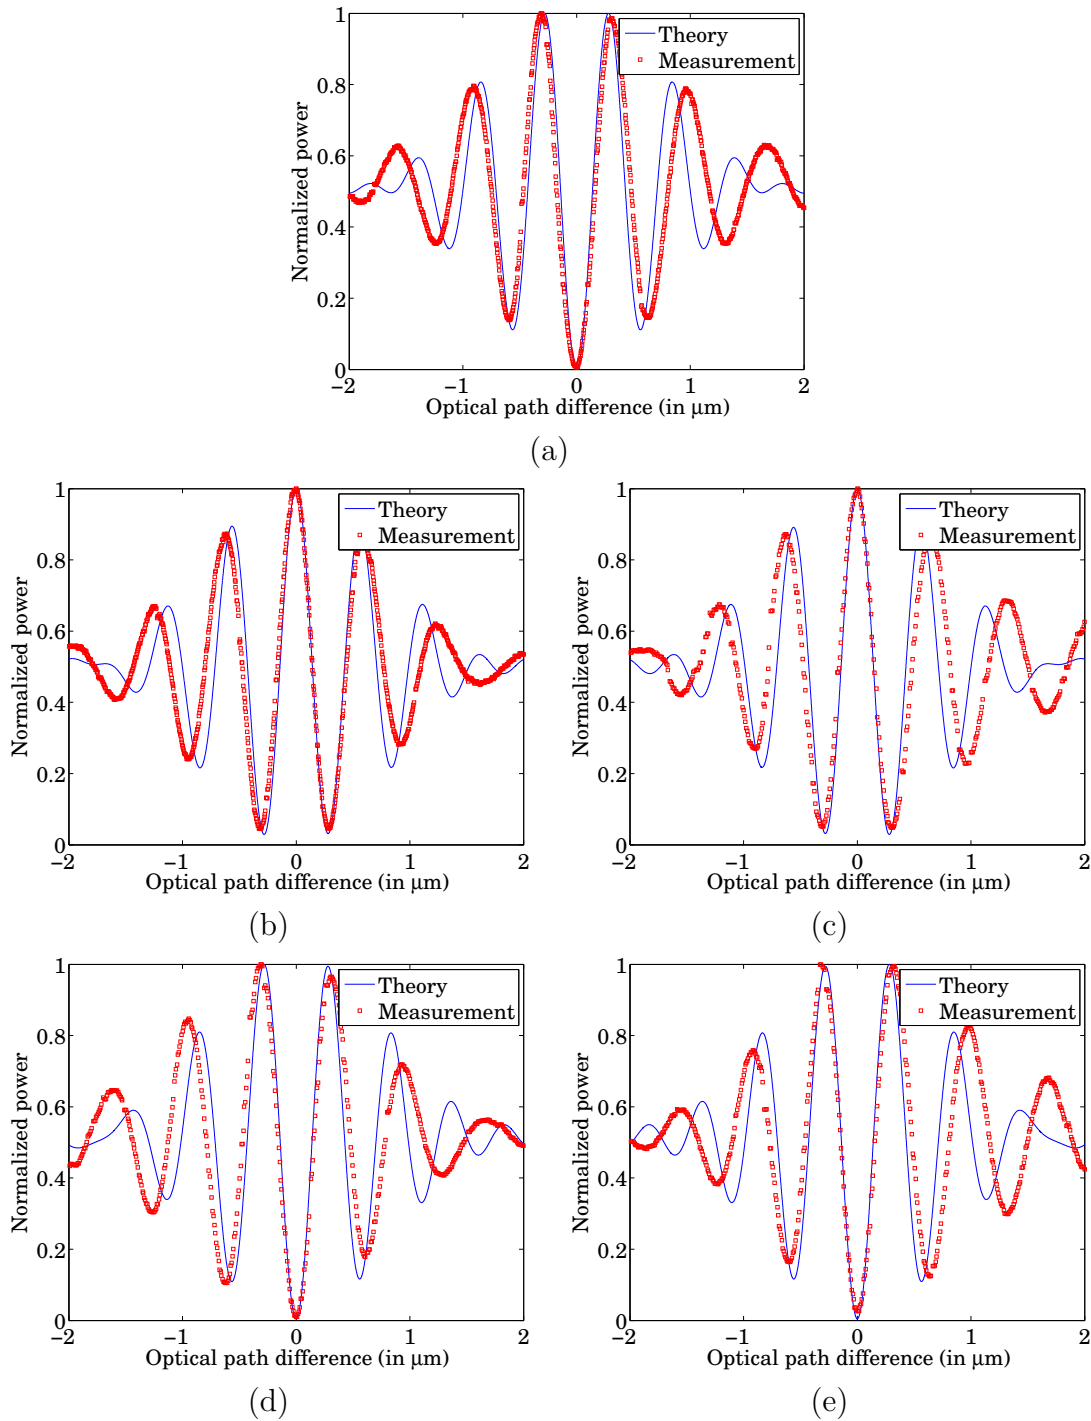 1
0.8
0.6
0.4
0.2
0
Normalized power
Theory
Measurement
−2
−1
0
1
2
Optical path difference (in µm)
(a)
1
0.8
0.6
0.4
0.2
0
Normalized power
Theory
Measurement
−2
−1
0
1
2
Optical path difference (in µm)
(b)
1
0.8
0.6
0.4
0.2
0
Normalized power
Theory
Measurement
−2
−1
0
1
2
Optical path difference (in µm)
(c)
1
0.8
0.6
0.4
0.2
0
Normalized power
Theory
Measurement
−2
−1
0
1
2
Optical path difference (in µm)
(d)
1
0.8
0.6
0.4
0.2
0
Normalized power
Theory
Measurement
−2
−1
0
1
2
Optical path difference (in µm)
(e)